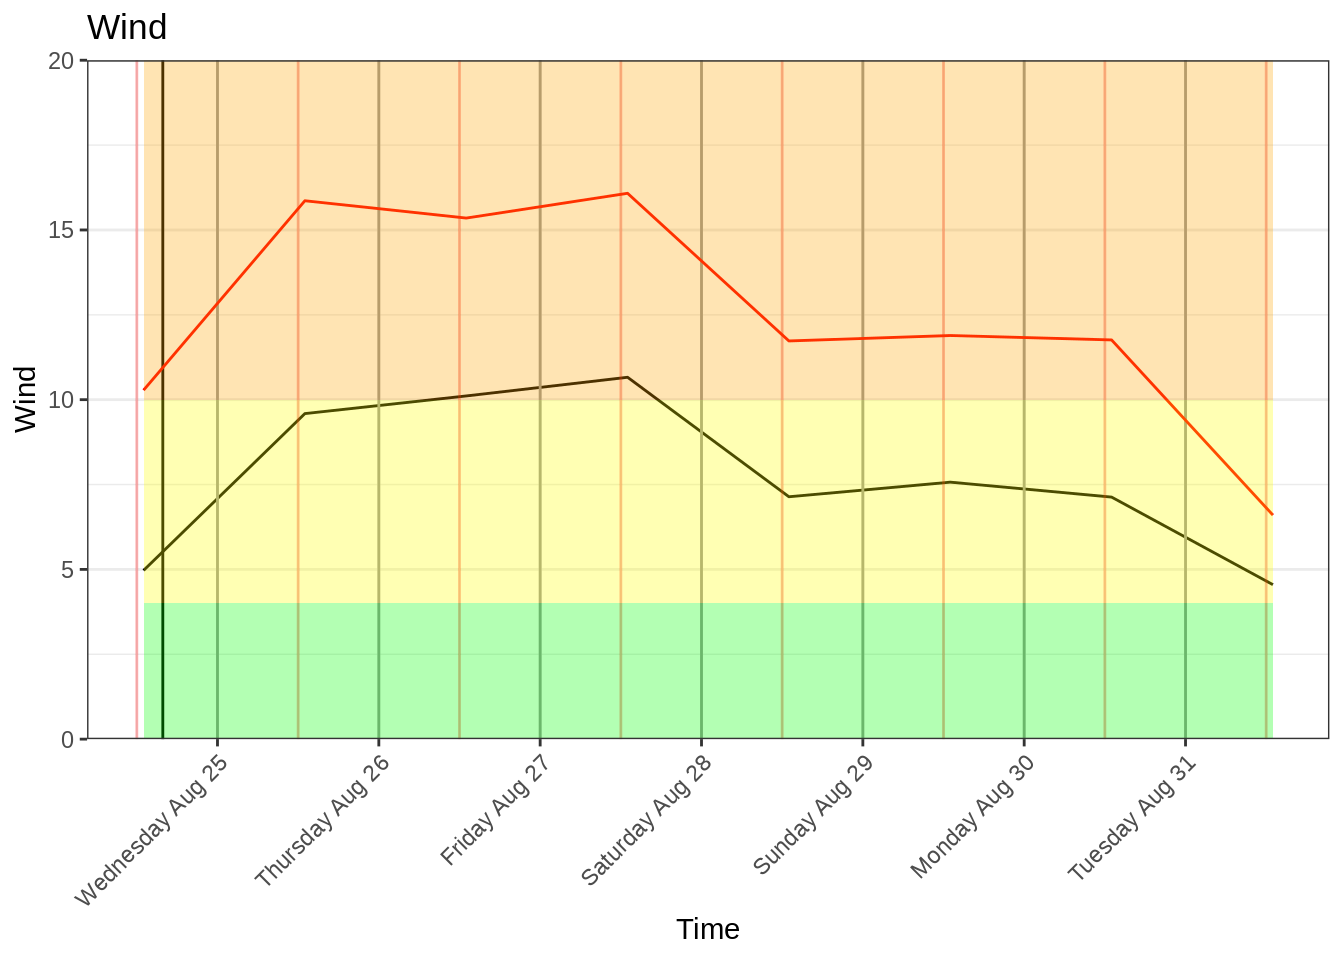 Wind
20
15
10
5
0
Wind
Wednesday Aug 25
Thursday Aug 26
Friday Aug 27
Saturday Aug 28
Sunday Aug 29
Monday Aug 30
Tuesday Aug 31
Time